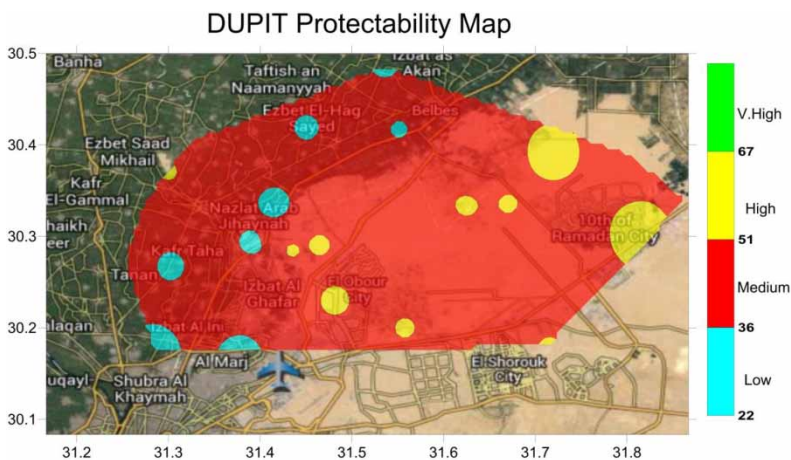 DUPIT Protectability Map
30.5
30.4
30.3
30.2
30.1
31.2
31.3
31.4
31.5
31.6
31.7
31.8
Banha
Taftish an
Naamanyyah
Izbat as
Akan
Ezbet El-Hag
Sayed
Belbes
Ezbet Saad
Mikhail
Kafr
El-Gammal
Nazlat Arab
Jihaynah
10th of
Ramadan City
Kafr Taha
Tanan
Izbat Al
Ghafar
El Obour
City
Izbat Al Ini
Al Marj
Shubra Al
Khaymah
El Shorouk
City
V.High
67
High
51
Medium
36
Low
22